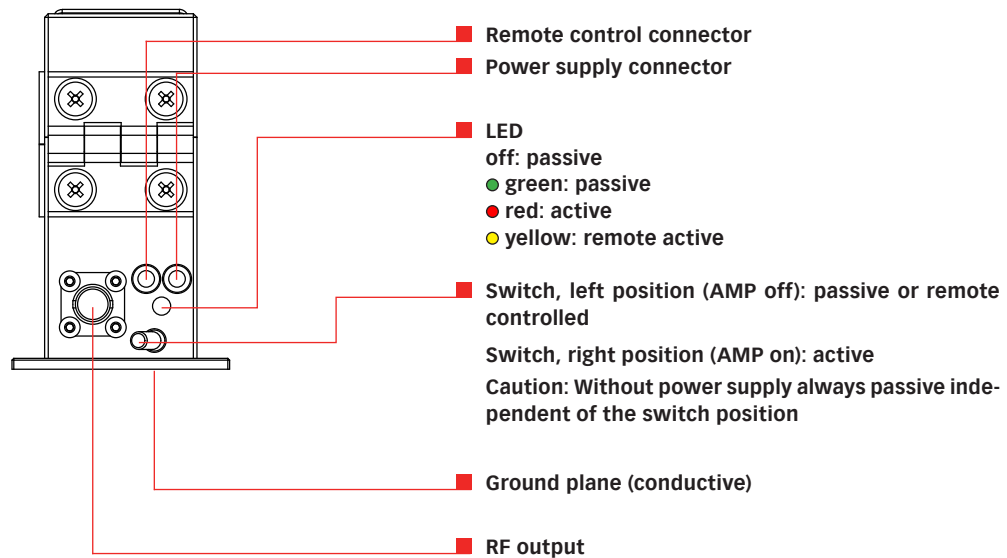 Remote control connector
Power supply connector
LED
off: passive
green: passive
red: active
yellow: remote active
Switch, left position (AMP off): passive or remote
controlled
Switch, right position (AMP on): active
Caution: Without power supply always passive inde-
pendent of the switch position
Ground plane (conductive)
RF output